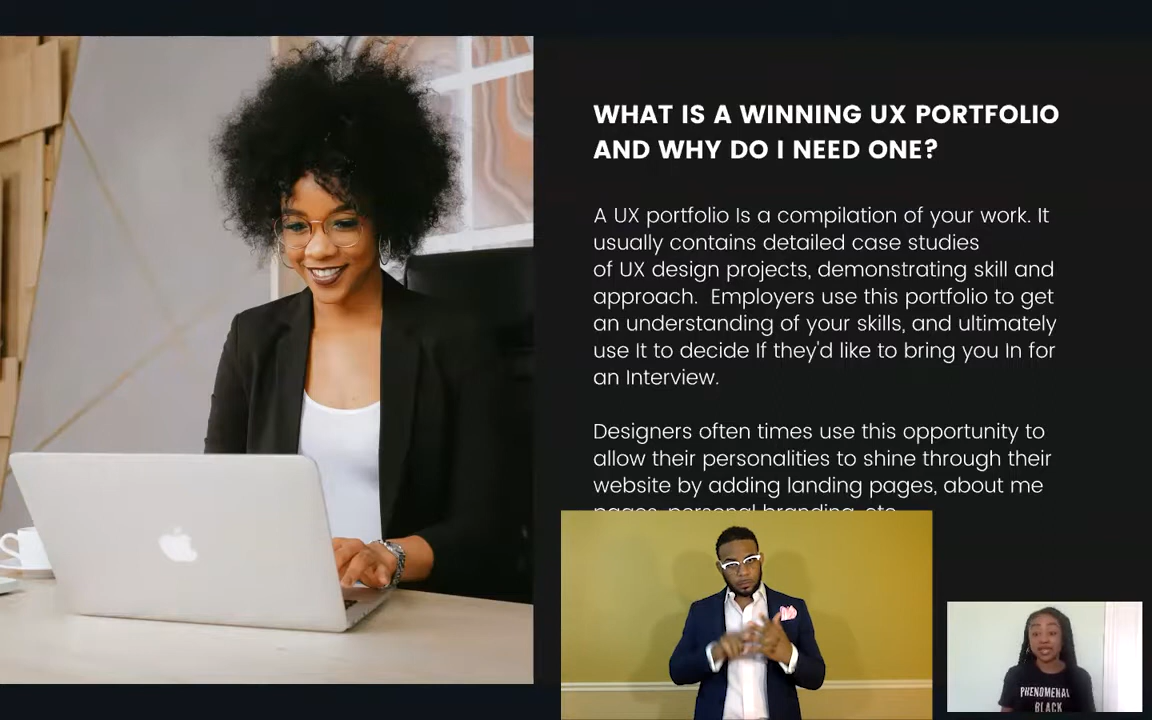 WHAT IS A WINNING UX PORTFOLIO
AND WHY DO I NEED ONE?
A UX portfolio Is a compilation of your work. It
usually contains detailed case studies
of UX design projects, demonstrating skill and
approach.  Employers use this portfolio to get
an understanding of your skills, and ultimately
use It to decide If they'd like to bring you In for
an Interview.
Designers often times use this opportunity to
allow their personalities to shine through their
website by adding landing pages, about me
pages, personal branding, etc.
PHENOMENAL
BLACK